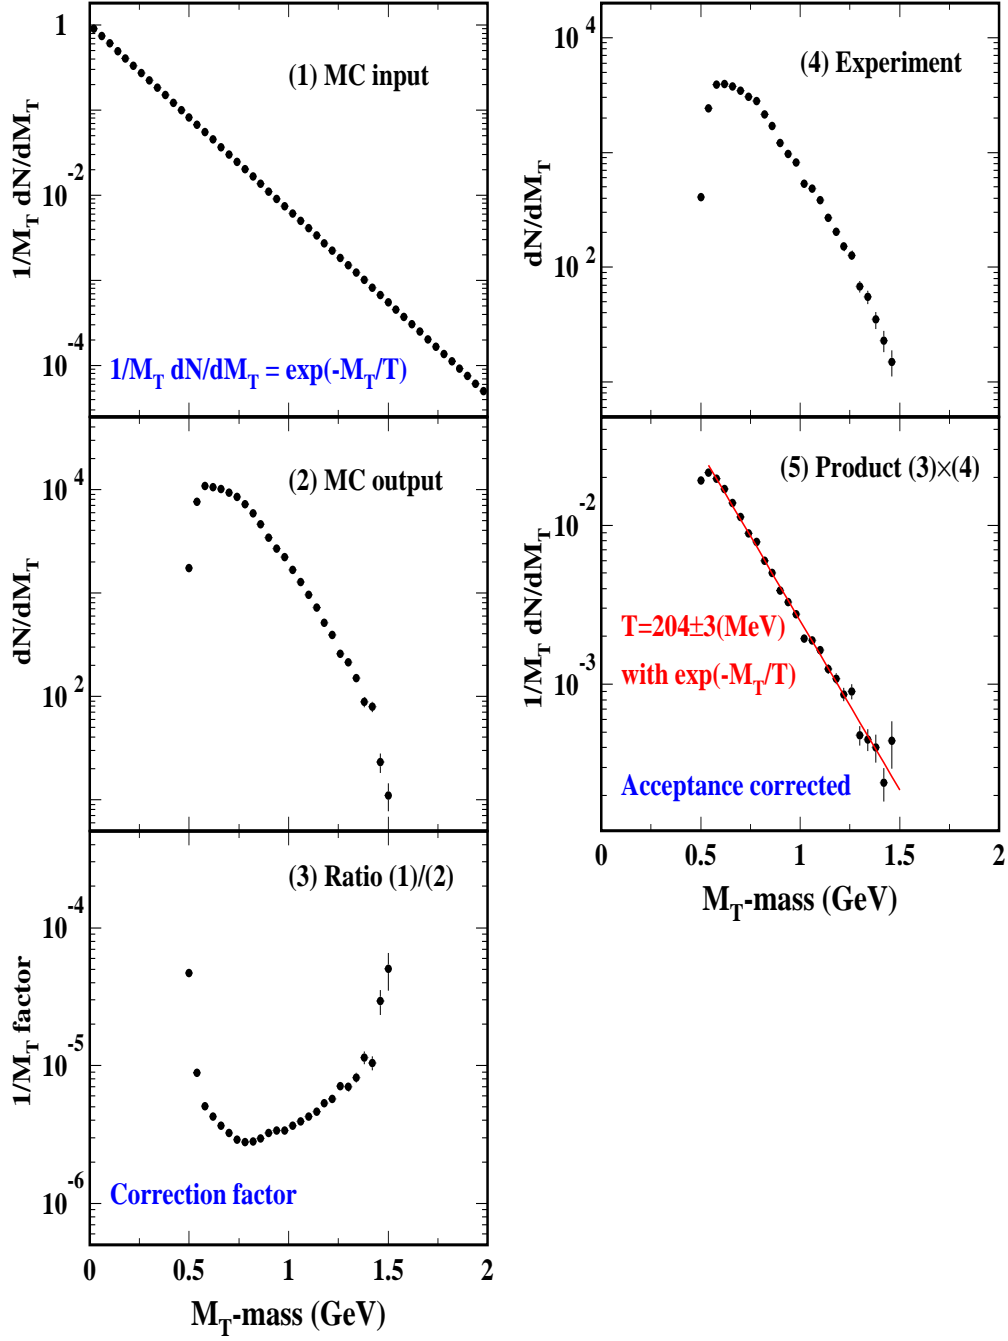 1
10^-2
10^-4
1/M_T dN/dM_T
(1) MC input
1/M_T dN/dM_T = exp(-M_T/T)
10^4
10^2
dN/dM_T
(2) MC output
10^-4
10^-5
10^-6
1/M_T factor
(3) Ratio (1)/(2)
Correction factor
0 0.5 1 1.5 2
M_T-mass (GeV)
10^4
10^2
dN/dM_T
(4) Experiment
10^-2
10^-3
1/M_T dN/dM_T
(5) Product (3)×(4)
T=204±3(MeV)
with exp(-M_T/T)
Acceptance corrected
0 0.5 1 1.5 2
M_T-mass (GeV)